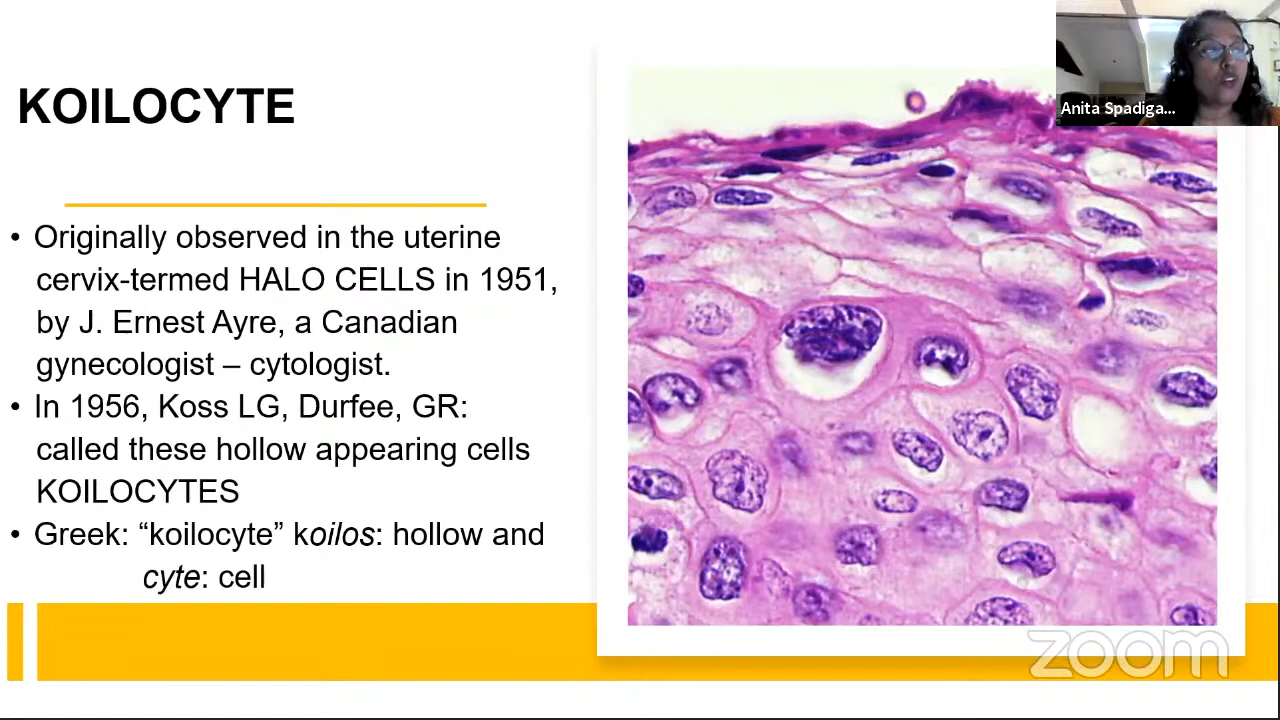 KOILOCYTE
• Originally observed in the uterine
cervix-termed HALO CELLS in 1951,
by J. Ernest Ayre, a Canadian
gynecologist – cytologist.
• In 1956, Koss LG, Durfee, GR:
called these hollow appearing cells
KOILOCYTES
• Greek: “koilocyte” koilos: hollow and
cyte: cell
Anita Spadiga...
zoom